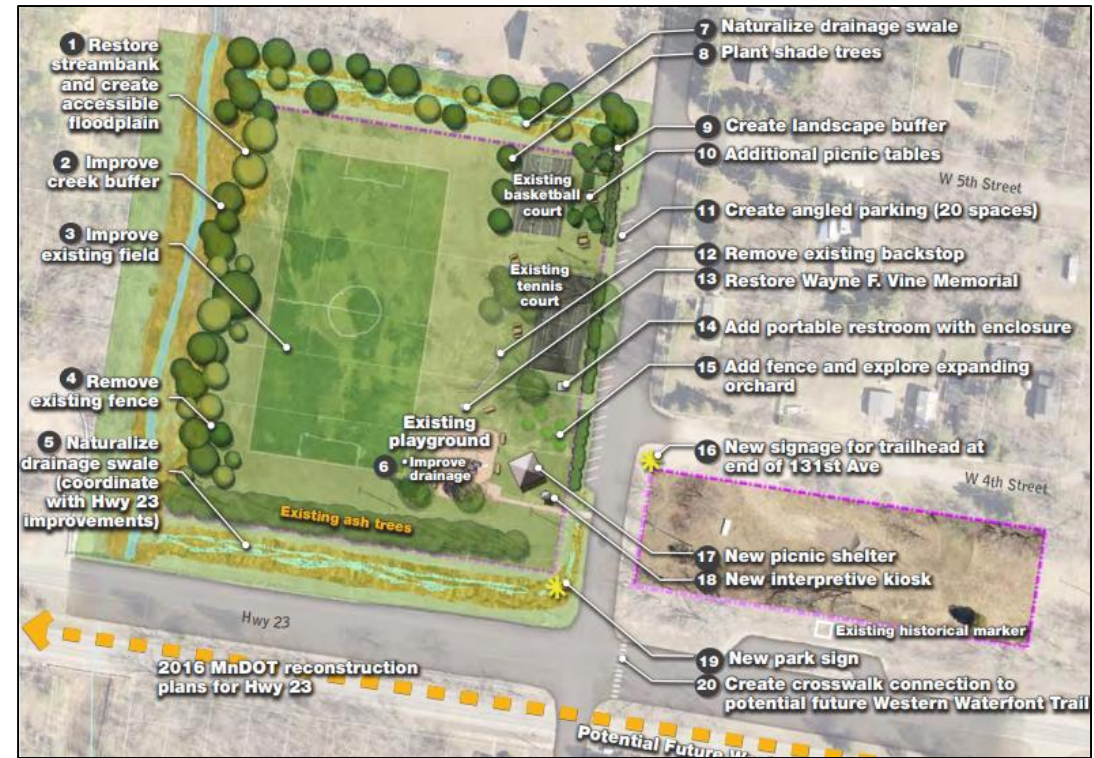 1 Restore
streambank
and create
accessible
floodplain
2 Improve
creek buffer
3 Improve
existing field
4 Remove
existing fence
5 Naturalize
drainage swale
(coordinate
with Hwy 23
improvements)
7 Naturalize drainage swale
8 Plant shade trees
9 Create landscape buffer
10 Additional picnic tables
11 Create angled parking (20 spaces)
12 Remove existing backstop
13 Restore Wayne F. Vine Memorial
14 Add portable restroom with enclosure
15 Add fence and explore expanding
orchard
16 New signage for trailhead at
end of 131st Ave
17 New picnic shelter
18 New interpretive kiosk
Existing historical marker
19 New park sign
20 Create crosswalk connection to
potential future Western Waterfont Trail
Existing
basketball
court
Existing
tennis
court
Existing
playground
6 •Improve
drainage
Existing ash trees
W 5th Street
W 4th Street
Hwy 23
2016 MnDOT reconstruction
plans for Hwy 23
Potential Future W